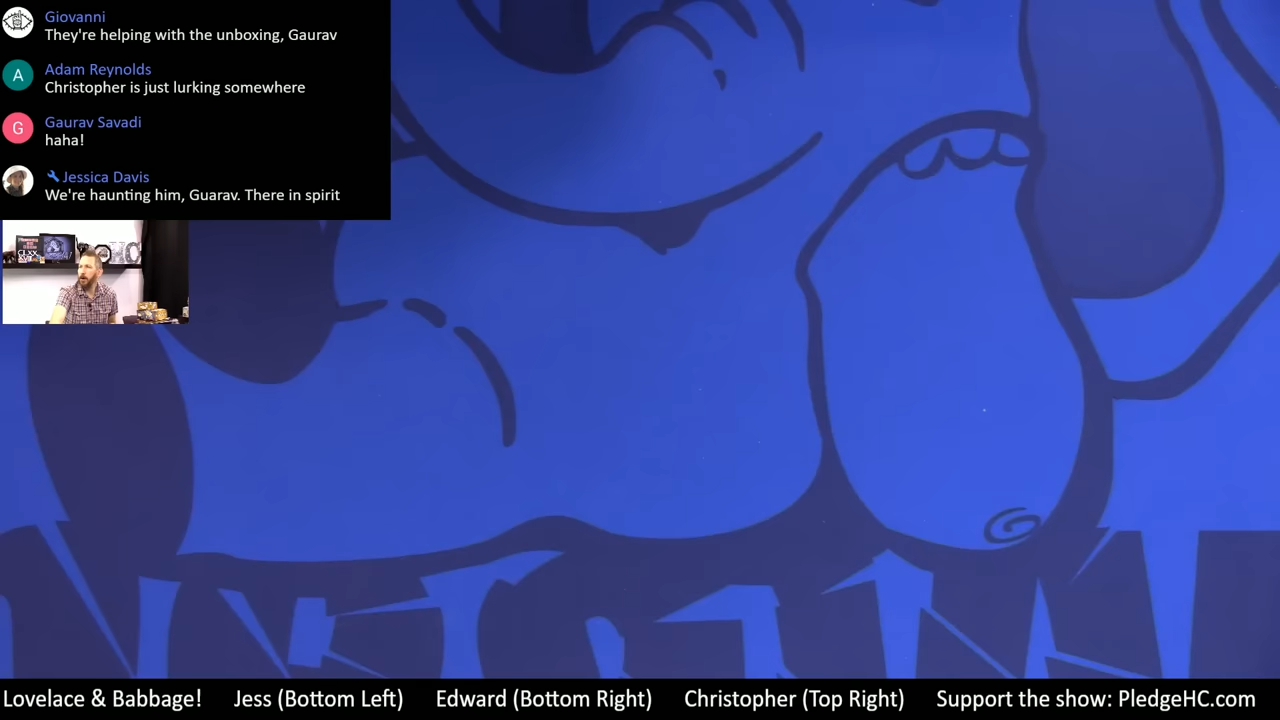 Giovanni
They're helping with the unboxing, Gaurav
A
Adam Reynolds
Christopher is just lurking somewhere
G
Gaurav Savadi
haha!
Jessica Davis
We're haunting him, Guarav. There in spirit
Lovelace & Babbage! Jess (Bottom Left) Edward (Bottom Right) Christopher (Top Right) Support the show: PledgeHC.com